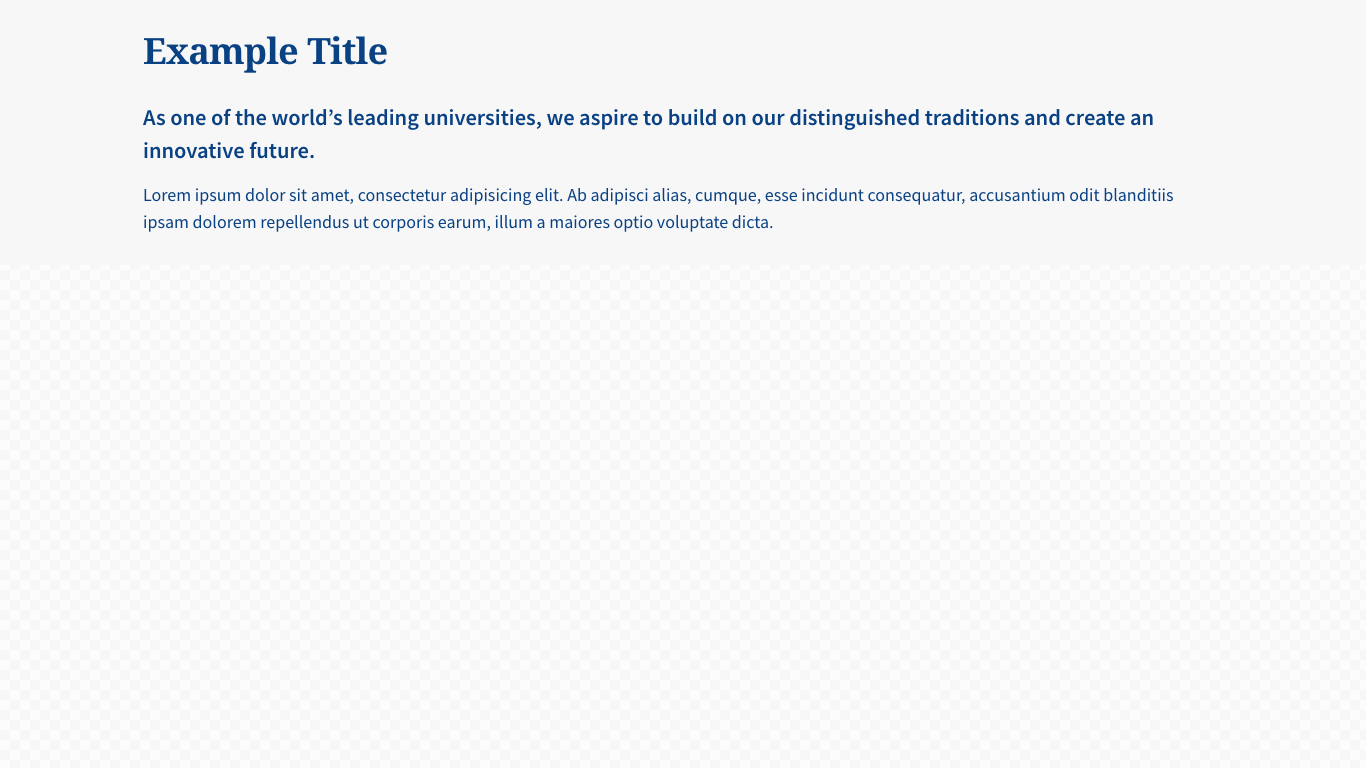 Example Title
As one of the world’s leading universities, we aspire to build on our distinguished traditions and create an
innovative future.
Lorem ipsum dolor sit amet, consectetur adipisicing elit. Ab adipisci alias, cumque, esse incidunt consequatur, accusantium odit blanditiis
ipsam dolorem repellendus ut corporis earum, illum a maiores optio voluptate dicta.